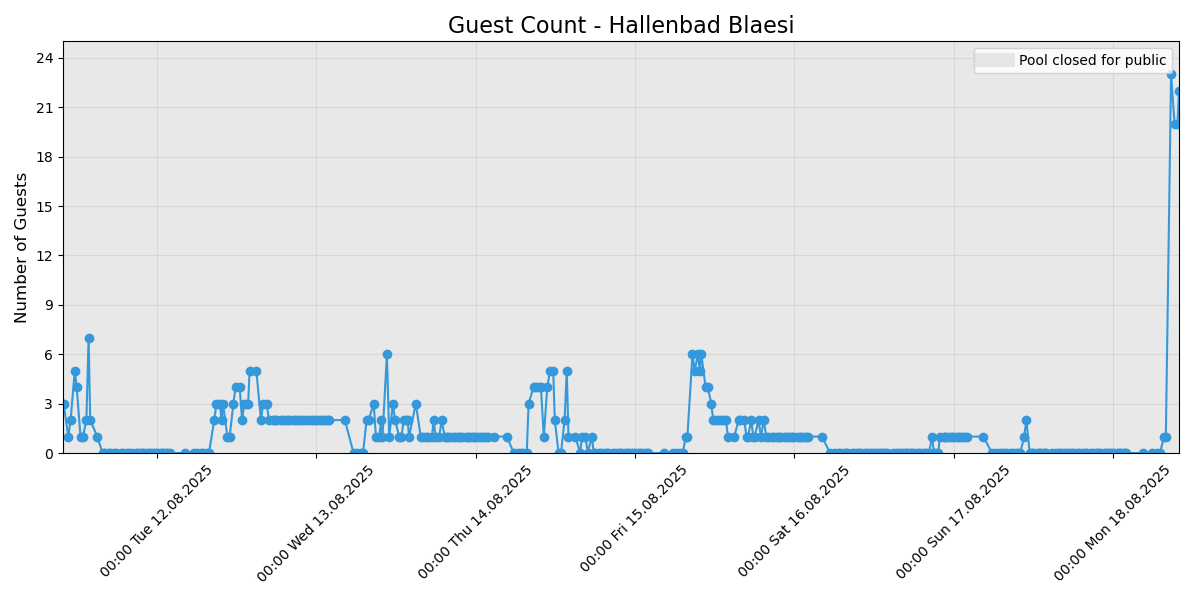 Guest Count - Hallenbad Blaesi
Pool closed for public
Number of Guests
24
21
18
15
12
9
6
3
0
00:00 Tue 12.08.2025
00:00 Wed 13.08.2025
00:00 Thu 14.08.2025
00:00 Fri 15.08.2025
00:00 Sat 16.08.2025
00:00 Sun 17.08.2025
00:00 Mon 18.08.2025